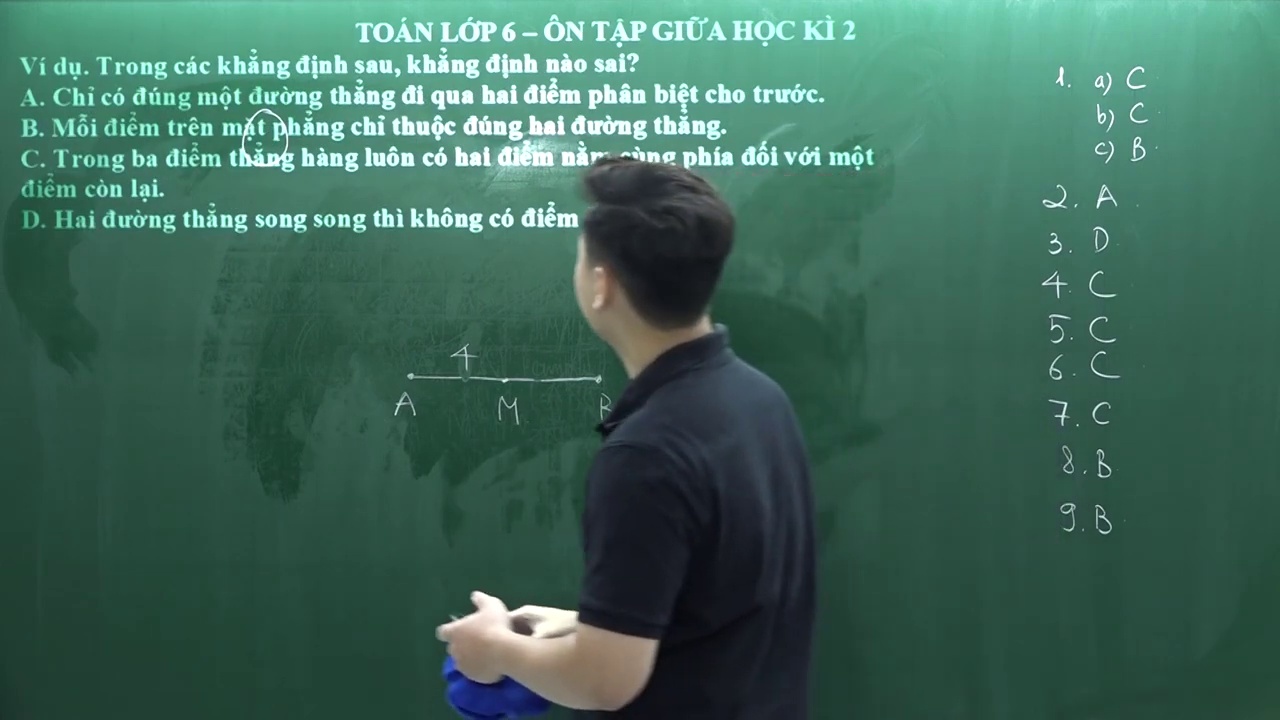 TOÁN LỚP 6 – ÔN TẬP GIỮA HỌC KÌ 2
Ví dụ. Trong các khẳng định sau, khẳng định nào sai?
A. Chỉ có đúng một đường thẳng đi qua hai điểm phân biệt cho trước.
B. Mỗi điểm trên mặt phẳng chỉ thuộc đúng hai đường thẳng.
C. Trong ba điểm thẳng hàng luôn có hai điểm nằm cùng phía đối với một
điểm còn lại.
D. Hai đường thẳng song song thì không có điểm
4
A M B
1. a) C
b) C
c) B
2. A
3. D
4. C
5. C
6. C
7. C
8. B
9. B